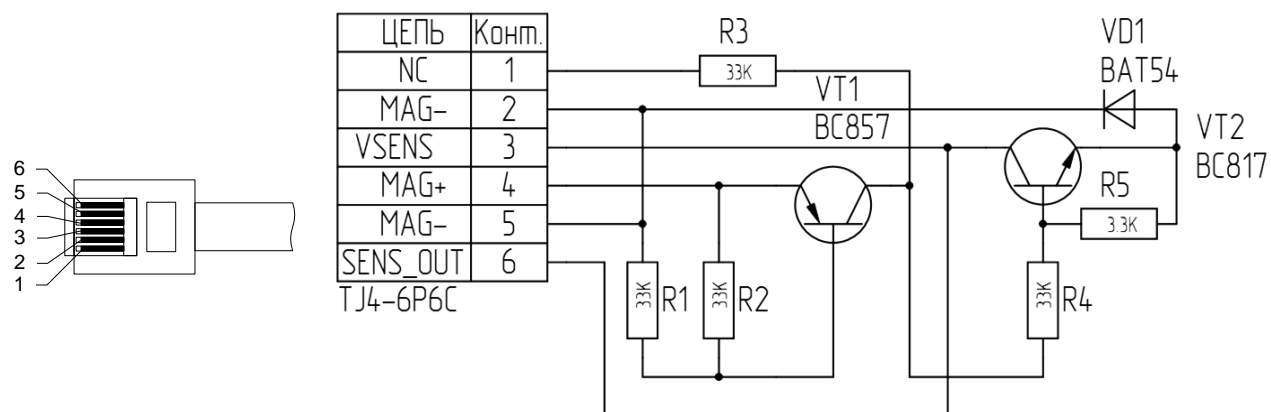 6
5
4
3
2
1
ЦЕПЬ Конт.
NC 1
MAG– 2
VSENS 3
MAG+ 4
MAG– 5
SENS_OUT 6
TJ4–6P6C
R3
33K
VT1
BC857
VD1
BAT54
VT2
BC817
R5
3.3K
33K R1
33K R2
33K R4